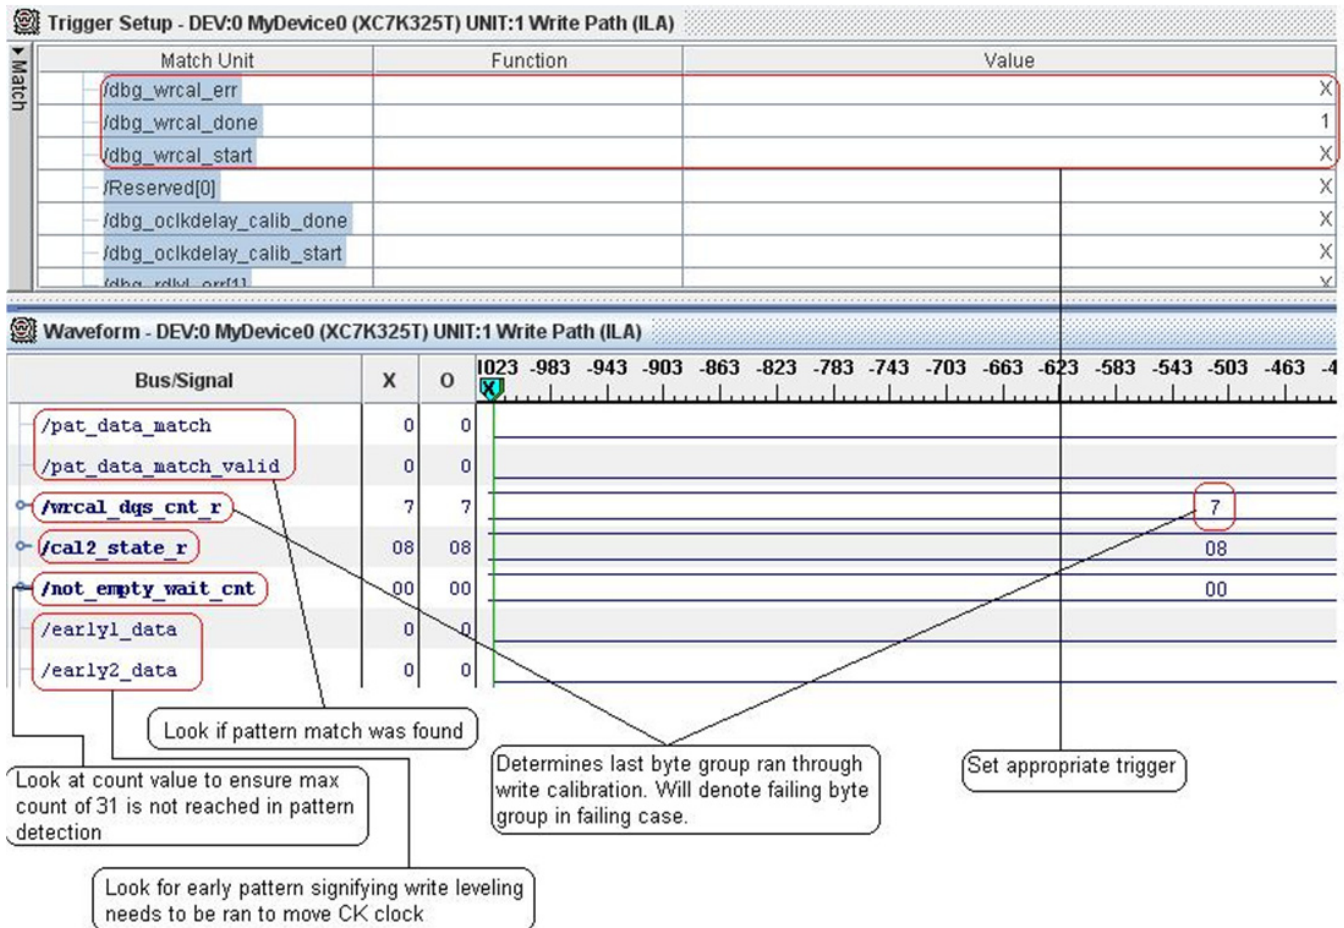 Trigger Setup - DEV:0 MyDevice0 (XC7K325T) UNIT:1 Write Path (ILA)
Match
Match Unit Function Value
/dbg_wrcal_err X
/dbg_wrcal_done 1
/dbg_wrcal_start X
/Reserved[0] X
/dbg_oclkdelay_calib_done X
/dbg_oclkdelay_calib_start X
/dbg_rdlvl_err[1] X
Waveform - DEV:0 MyDevice0 (XC7K325T) UNIT:1 Write Path (ILA)
Bus/Signal X O 1023 -983 -943 -903 -863 -823 -783 -743 -703 -663 -623 -583 -543 -503 -463 -4
X
/pat_data_match 0 0
/pat_data_match_valid 0 0
/wrcal_dqs_cnt_r 7 7 7
/cal2_state_r 08 08 08
/not_empty_wait_cnt 00 00 00
/early1_data 0 0
/early2_data 0 0
Look if pattern match was found
Look at count value to ensure max
count of 31 is not reached in pattern
detection
Determines last byte group ran through
write calibration. Will denote failing byte
group in failing case.
Set appropriate trigger
Look for early pattern signifying write leveling
needs to be ran to move CK clock